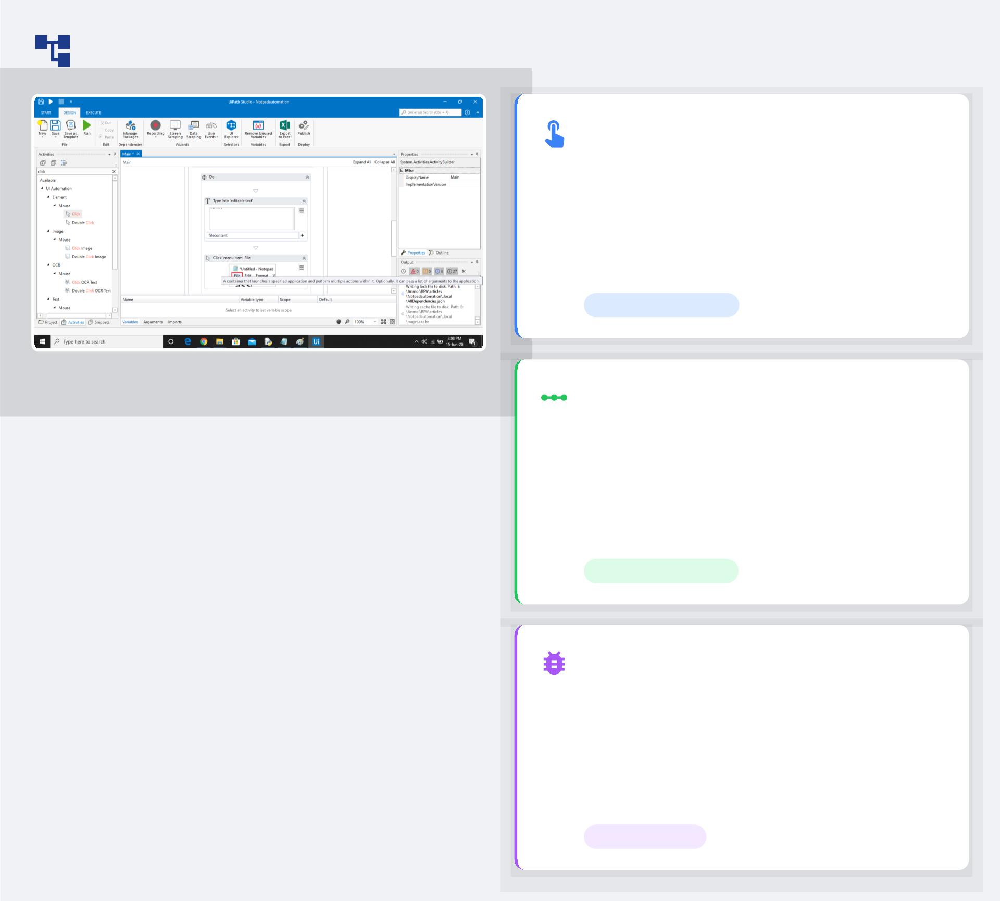 UiPath Studio - Notpadautomation
START DESIGN EXECUTE
Universal Search (Ctrl + F)
New Save Save as Template Run
Cut
Copy
Paste
Manage Packages
Recording Screen Scraping Data Scraping User Events
UI Explorer
Remove Unused Variables
Export to Excel
Publish
File Edit Dependencies Wizards Selectors Variables Export Deploy
Activities
click
Available
UI Automation
Element
Mouse
Click
Double Click
Image
Mouse
Click Image
Double Click Image
OCR
Mouse
Click OCR Text
Double Click OCR Text
Text
Mouse
Project Activities Snippets
Main *
Main Expand All Collapse All
Do
Type Into 'editable text'
filecontent
Click 'menu item File'
*Untitled - Notepad
File Edit Format V
A container that launches a specified application and perform multiple actions within it. Optionally, it can pass a list of arguments to the application.
Name Variable type Scope Default
Select an activity to set variable scope
Variables Arguments Imports
100%
Properties
System.Activities.ActivityBuilder
Misc
DisplayName Main
ImplementationVersion
Properties Outline
Output
0 0 3 27
Writing lock file to disk. Path: E:
\Anmol\RPA\articles
\Notpadautomation\.local
\AllDependencies.json
Writing cache file to disk. Path: E:
\Anmol\RPA\articles
\Notpadautomation\.local
\nuget.cache
Type here to search
Ui
2:08 PM
15-Jun-20
1